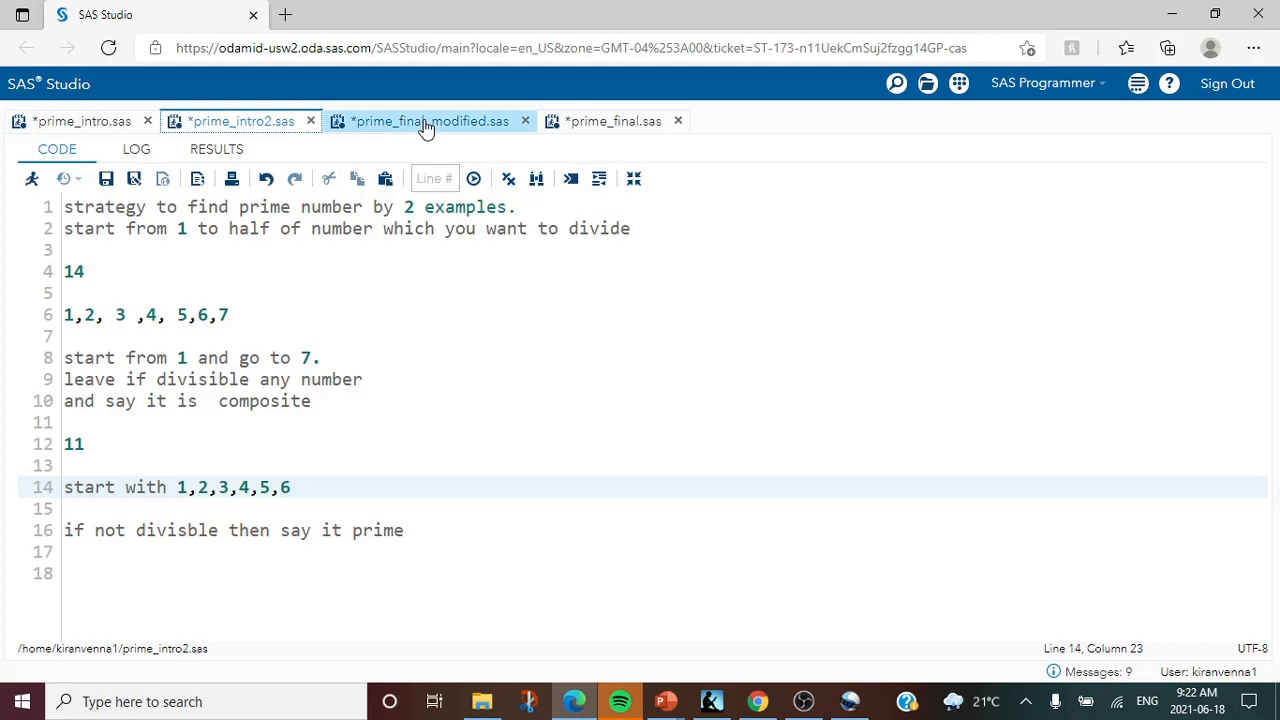 SAS Studio
https://odamid-usw2.oda.sas.com/SASStudio/main?locale=en_US&zone=GMT-04%253A00&ticket=ST-173-n11UekCmSuj2fzgg14GP-cas
SAS® Studio
SAS Programmer
Sign Out
*prime_intro.sas
*prime_intro2.sas
*prime_final_modified.sas
*prime_final.sas
CODE
LOG
RESULTS
Line #
1 strategy to find prime number by 2 examples.
2 start from 1 to half of number which you want to divide
3
4 14
5
6 1,2, 3 ,4, 5,6,7
7
8 start from 1 and go to 7.
9 leave if divisible any number
10 and say it is  composite
11
12 11
13
14 start with 1,2,3,4,5,6
15
16 if not divisble then say it prime
17
18
/home/kiranvenna1/prime_intro2.sas
Line 14, Column 23
UTF-8
Messages: 9
User: kiranvenna1
Type here to search
21°C
ENG
9:22 AM
2021-06-18